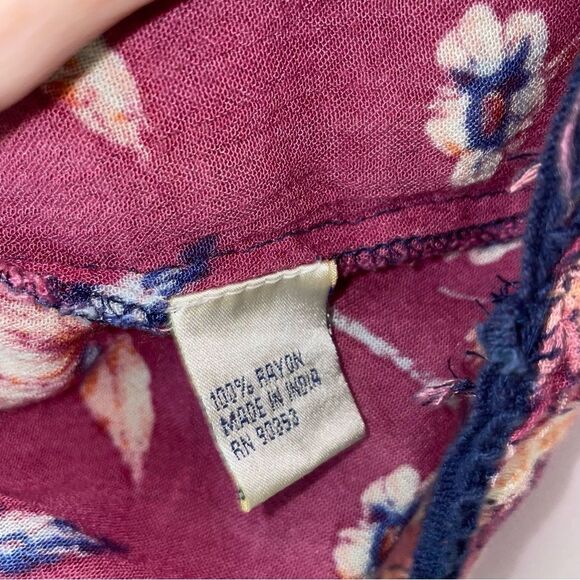 100% RAYON
MADE IN INDIA
RN 90353